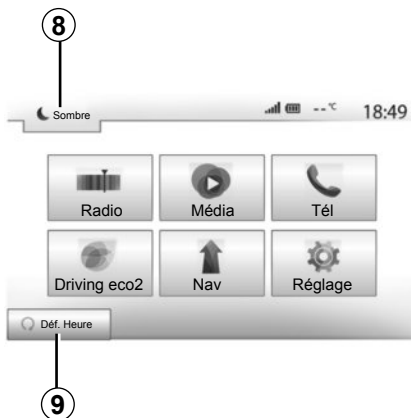 8
Sombre
--°C 18:49
Radio Média Tél
Driving eco2 Nav Réglage
Déf. Heure
9